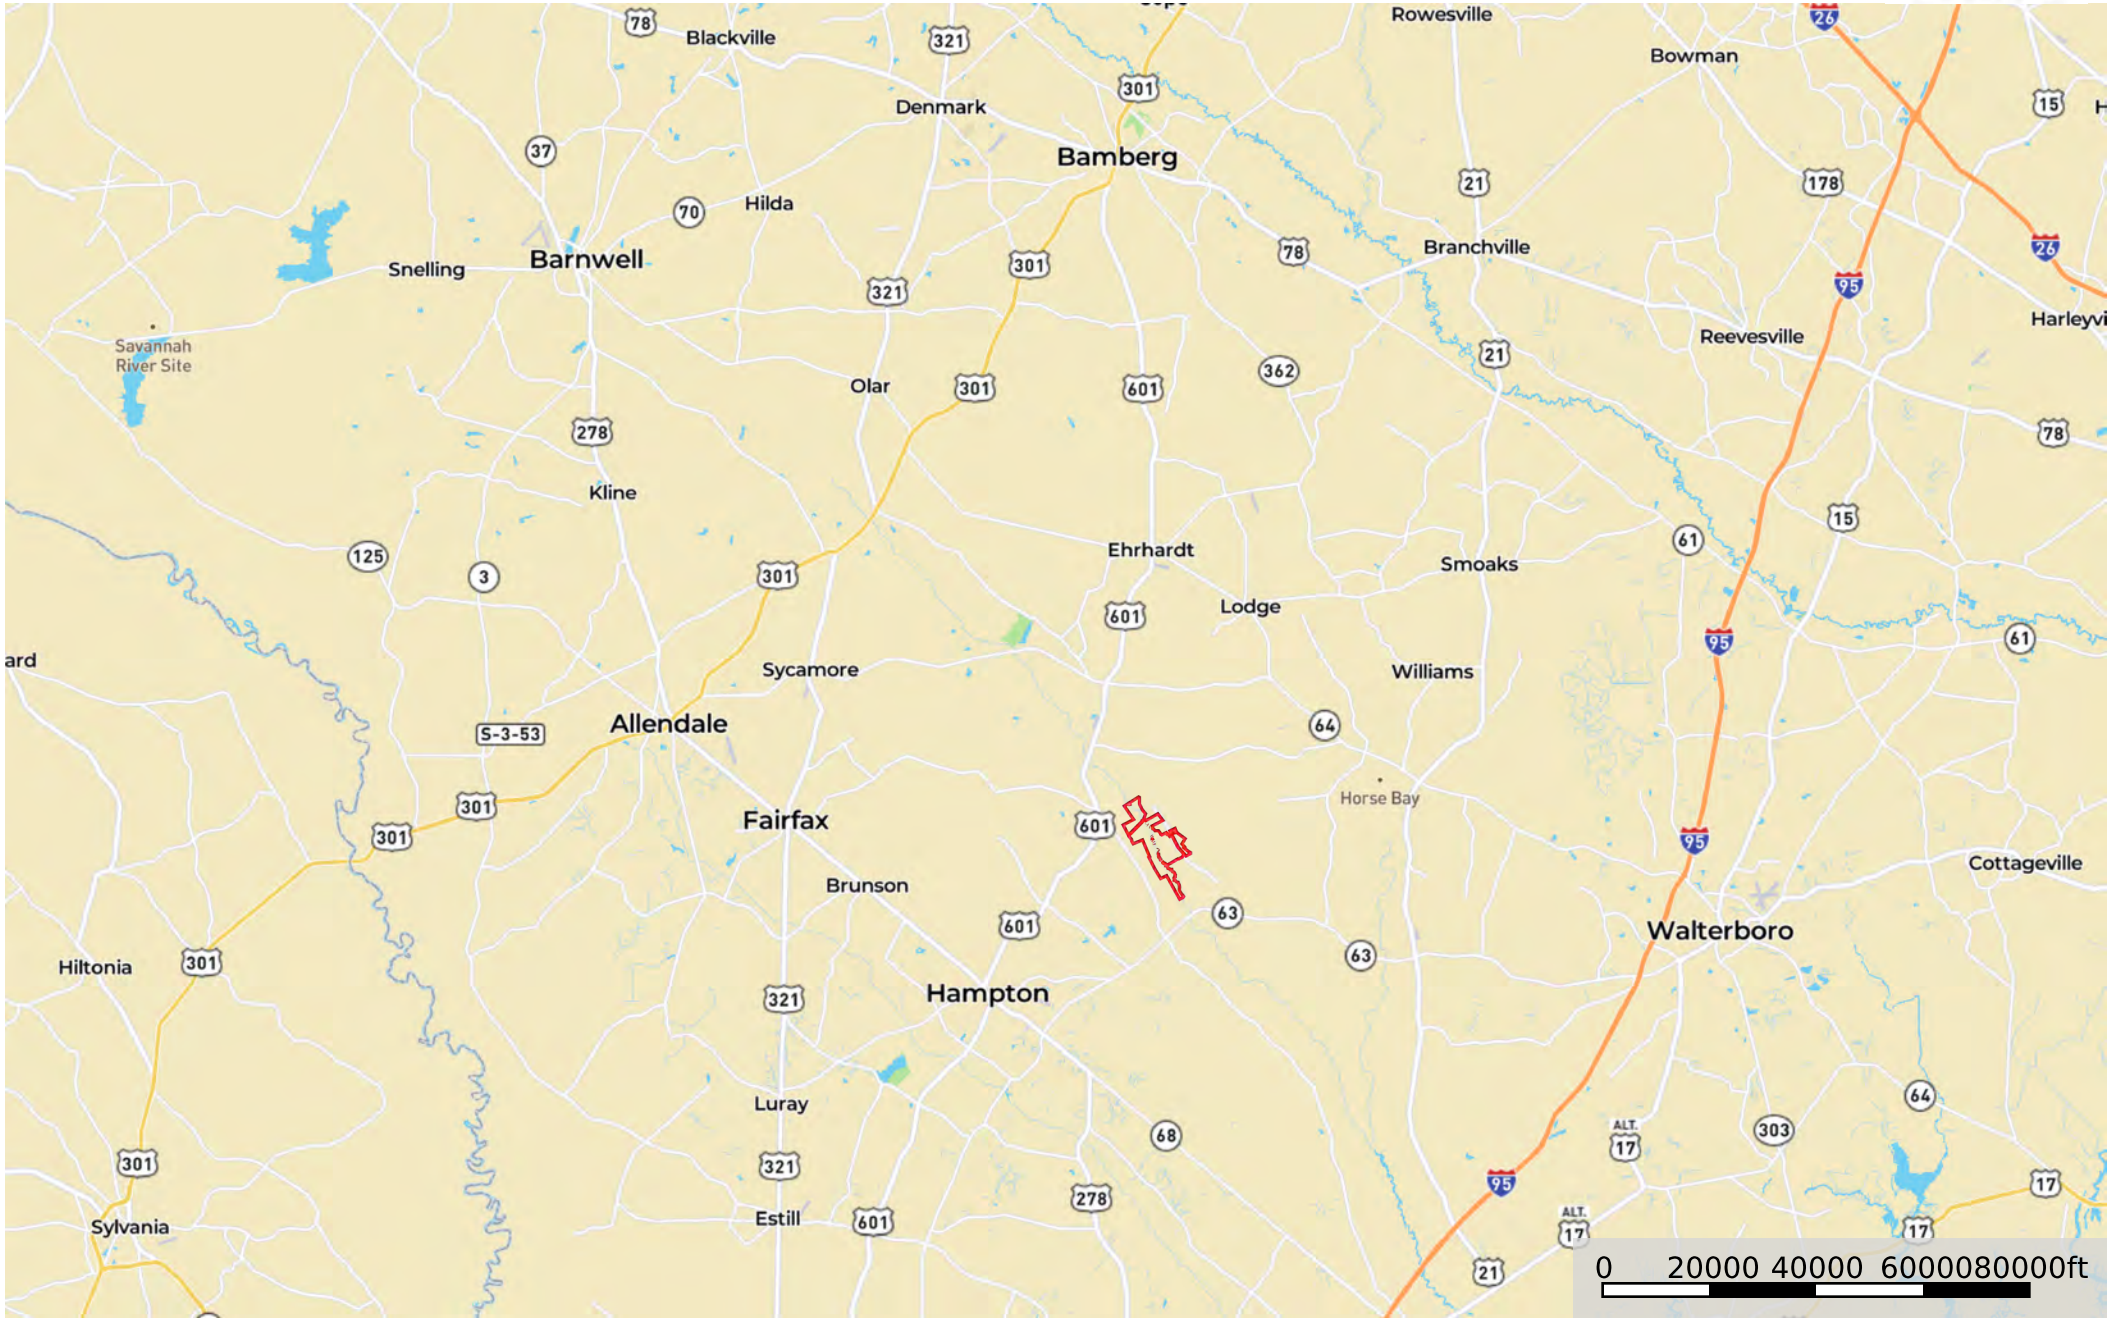 26
78
Rowesville
Blackville
321
Bowman
301
15
Denmark
37
Bamberg
21
178
70
Hilda
Branchville
26
78
Barnwell
Snelling
301
95
321
Harleyvi
Reevesville
Savannah
River Site
21
362
Olar
301
601
278
78
Kline
15
61
Ehrhardt
125
Smoaks
3
301
Lodge
601
61
95
ard
Sycamore
Williams
Allendale
64
S-3-53
Horse Bay
301
Fairfax
601
301
95
Cottageville
Brunson
63
601
Walterboro
63
301
Hiltonia
Hampton
321
64
Luray
ALT.
17
303
68
301
321
95
17
278
Estill
601
ALT.
17
17
Sylvania
21
0 20000 40000 60000 80000ft